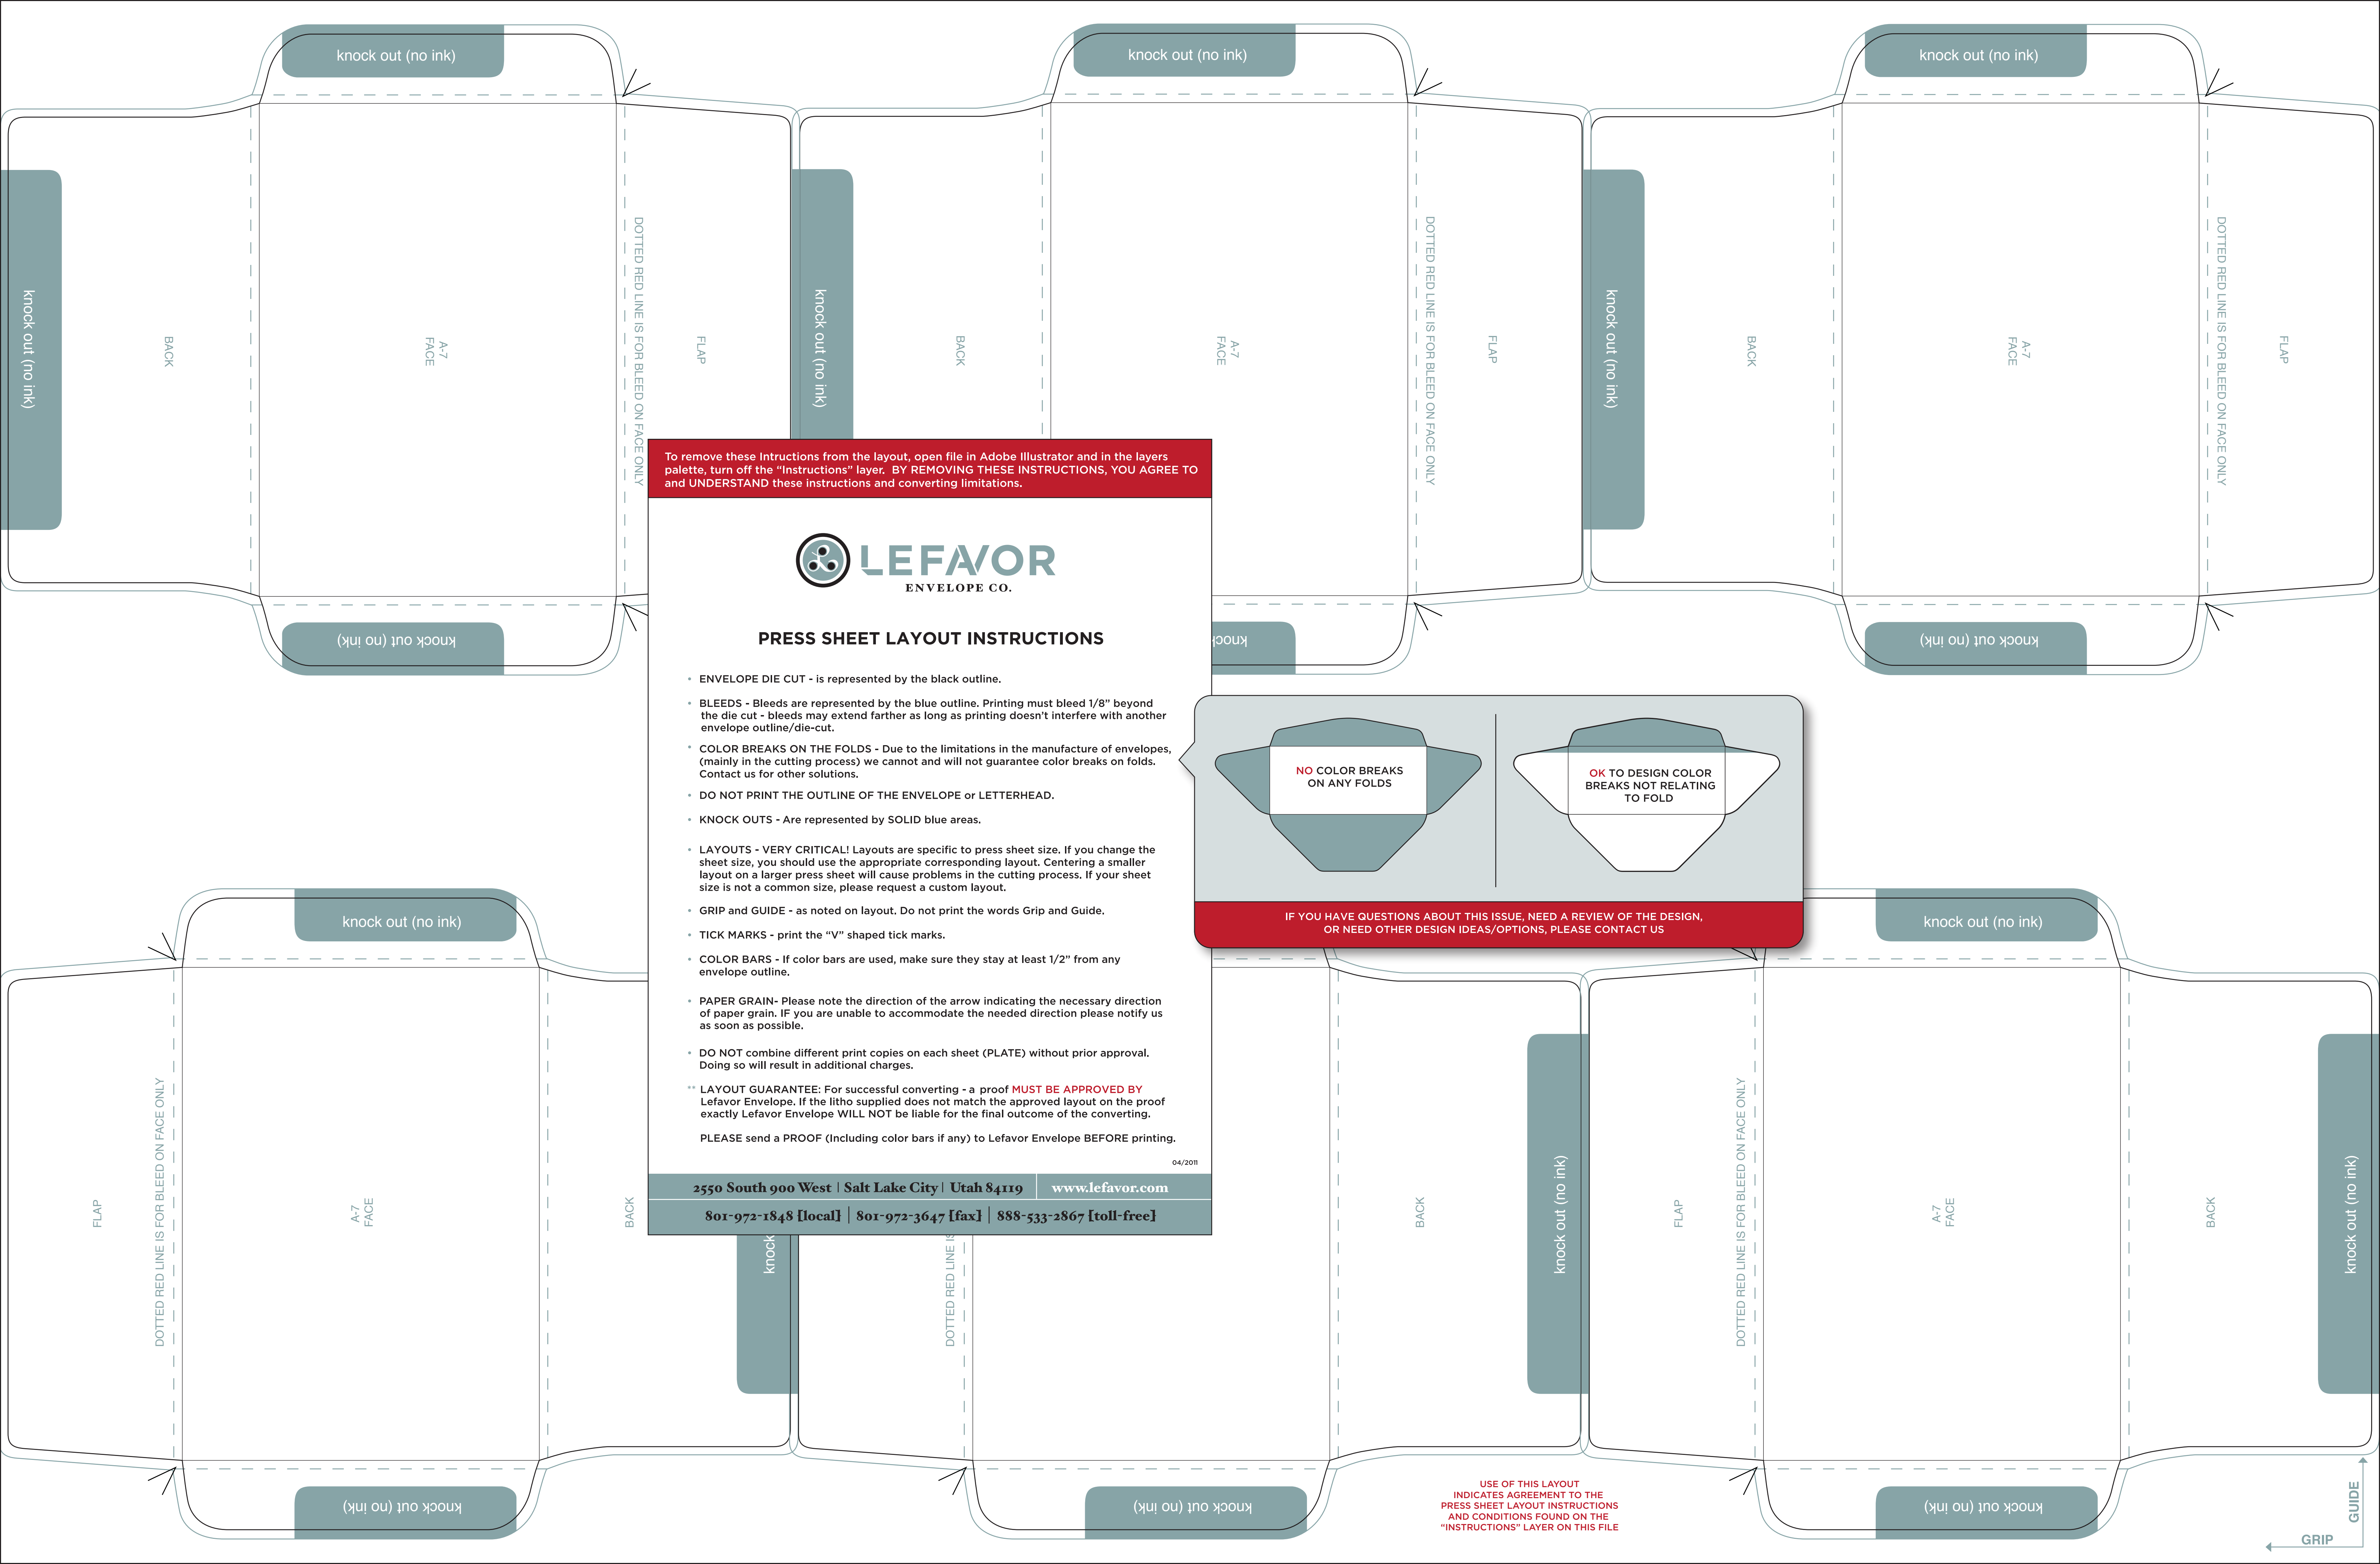 knock out (no ink)
knock out (no ink)
knock out (no ink)
knock out (no ink)
BACK
A-7
FACE
DOTTED RED LINE IS FOR BLEED ON FACE ONLY
FLAP
knock out (no ink)
BACK
A-7
FACE
DOTTED RED LINE IS FOR BLEED ON FACE ONLY
FLAP
knock out (no ink)
BACK
A-7
FACE
DOTTED RED LINE IS FOR BLEED ON FACE ONLY
FLAP
knock out (no ink)
knock
knock out (no ink)
To remove these Intructions from the layout, open file in Adobe Illustrator and in the layers
palette, turn off the “Instructions” layer.  BY REMOVING THESE INSTRUCTIONS, YOU AGREE TO
and UNDERSTAND these instructions and converting limitations.
LEFAVOR
ENVELOPE CO.
PRESS SHEET LAYOUT INSTRUCTIONS
• ENVELOPE DIE CUT - is represented by the black outline.
• BLEEDS - Bleeds are represented by the blue outline. Printing must bleed 1/8” beyond
the die cut - bleeds may extend farther as long as printing doesn’t interfere with another
envelope outline/die-cut.
• COLOR BREAKS ON THE FOLDS - Due to the limitations in the manufacture of envelopes,
(mainly in the cutting process) we cannot and will not guarantee color breaks on folds.
Contact us for other solutions.
• DO NOT PRINT THE OUTLINE OF THE ENVELOPE or LETTERHEAD.
• KNOCK OUTS - Are represented by SOLID blue areas.
• LAYOUTS - VERY CRITICAL! Layouts are specific to press sheet size. If you change the
sheet size, you should use the appropriate corresponding layout. Centering a smaller
layout on a larger press sheet will cause problems in the cutting process. If your sheet
size is not a common size, please request a custom layout.
• GRIP and GUIDE - as noted on layout. Do not print the words Grip and Guide.
• TICK MARKS - print the “V” shaped tick marks.
• COLOR BARS - If color bars are used, make sure they stay at least 1/2” from any
envelope outline.
• PAPER GRAIN- Please note the direction of the arrow indicating the necessary direction
of paper grain. IF you are unable to accommodate the needed direction please notify us
as soon as possible.
• DO NOT combine different print copies on each sheet (PLATE) without prior approval.
Doing so will result in additional charges.
** LAYOUT GUARANTEE: For successful converting - a proof MUST BE APPROVED BY
Lefavor Envelope. If the litho supplied does not match the approved layout on the proof
exactly Lefavor Envelope WILL NOT be liable for the final outcome of the converting.
PLEASE send a PROOF (Including color bars if any) to Lefavor Envelope BEFORE printing.
04/2011
2550 South 900 West | Salt Lake City | Utah 84119 | www.lefavor.com
801-972-1848 [local] | 801-972-3647 [fax] | 888-533-2867 [toll-free]
NO COLOR BREAKS
ON ANY FOLDS
OK TO DESIGN COLOR
BREAKS NOT RELATING
TO FOLD
IF YOU HAVE QUESTIONS ABOUT THIS ISSUE, NEED A REVIEW OF THE DESIGN,
OR NEED OTHER DESIGN IDEAS/OPTIONS, PLEASE CONTACT US
knock out (no ink)
knock out (no ink)
FLAP
DOTTED RED LINE IS FOR BLEED ON FACE ONLY
A-7
FACE
BACK
knock
DOTTED RED LINE IS
BACK
knock out (no ink)
FLAP
DOTTED RED LINE IS FOR BLEED ON FACE ONLY
A-7
FACE
BACK
knock out (no ink)
knock out (no ink)
knock out (no ink)
knock out (no ink)
USE OF THIS LAYOUT
INDICATES AGREEMENT TO THE
PRESS SHEET LAYOUT INSTRUCTIONS
AND CONDITIONS FOUND ON THE
“INSTRUCTIONS” LAYER ON THIS FILE
GUIDE
GRIP